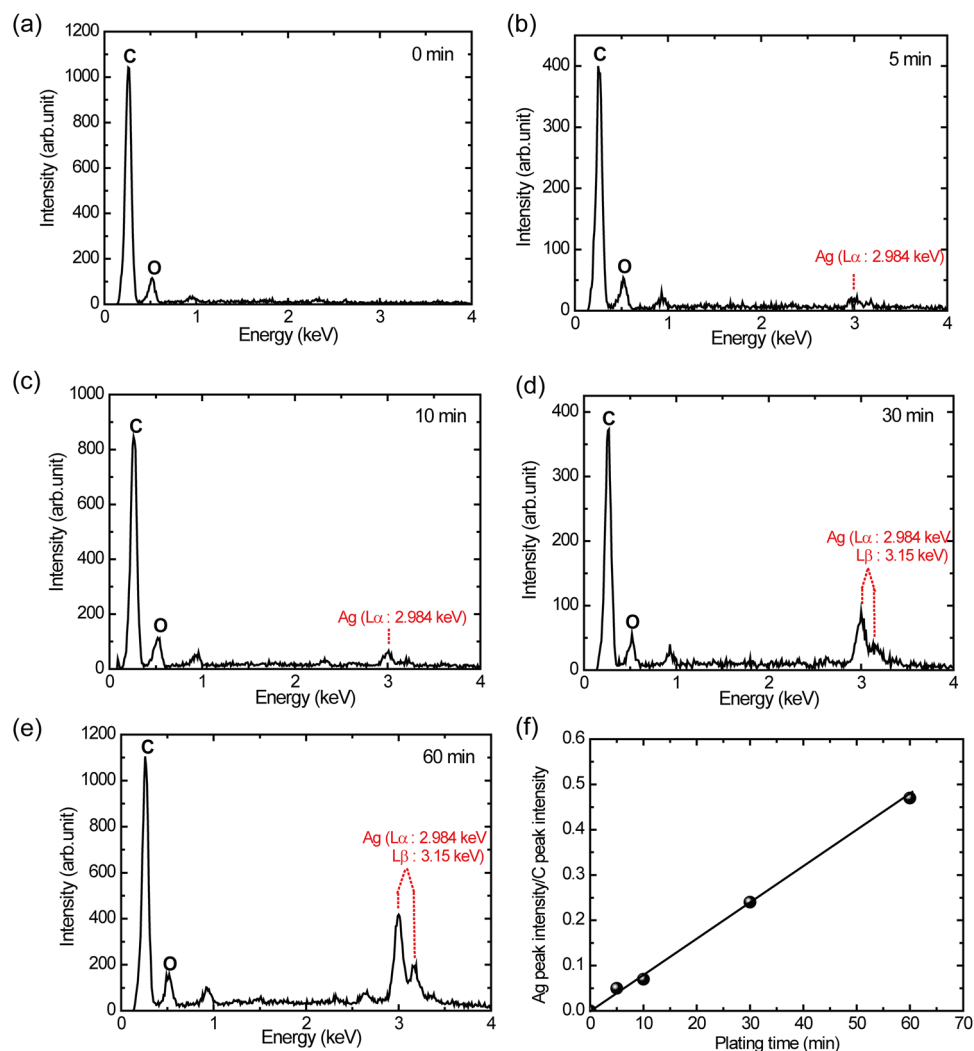 (a)
1200
1000
800
600
400
200
0
0 1 2 3 4
Intensity (arb.unit)
Energy (keV)
C
O
0 min
(b)
400
300
200
100
0
0 1 2 3 4
Intensity (arb.unit)
Energy (keV)
C
O
5 min
Ag (Lα : 2.984 keV)
(c)
1000
800
600
400
200
0
0 1 2 3 4
Intensity (arb.unit)
Energy (keV)
C
O
10 min
Ag (Lα : 2.984 keV)
(d)
400
300
200
100
0
0 1 2 3 4
Intensity (arb.unit)
Energy (keV)
C
O
30 min
Ag (Lα : 2.984 keV
Lβ : 3.15 keV)
(e)
1200
1000
800
600
400
200
0
0 1 2 3 4
Intensity (arb.unit)
Energy (keV)
C
O
60 min
Ag (Lα : 2.984 keV
Lβ : 3.15 keV)
(f)
0.6
0.5
0.4
0.3
0.2
0.1
0.0
0 10 20 30 40 50 60 70
Ag peak intensity/C peak intensity
Plating time (min)